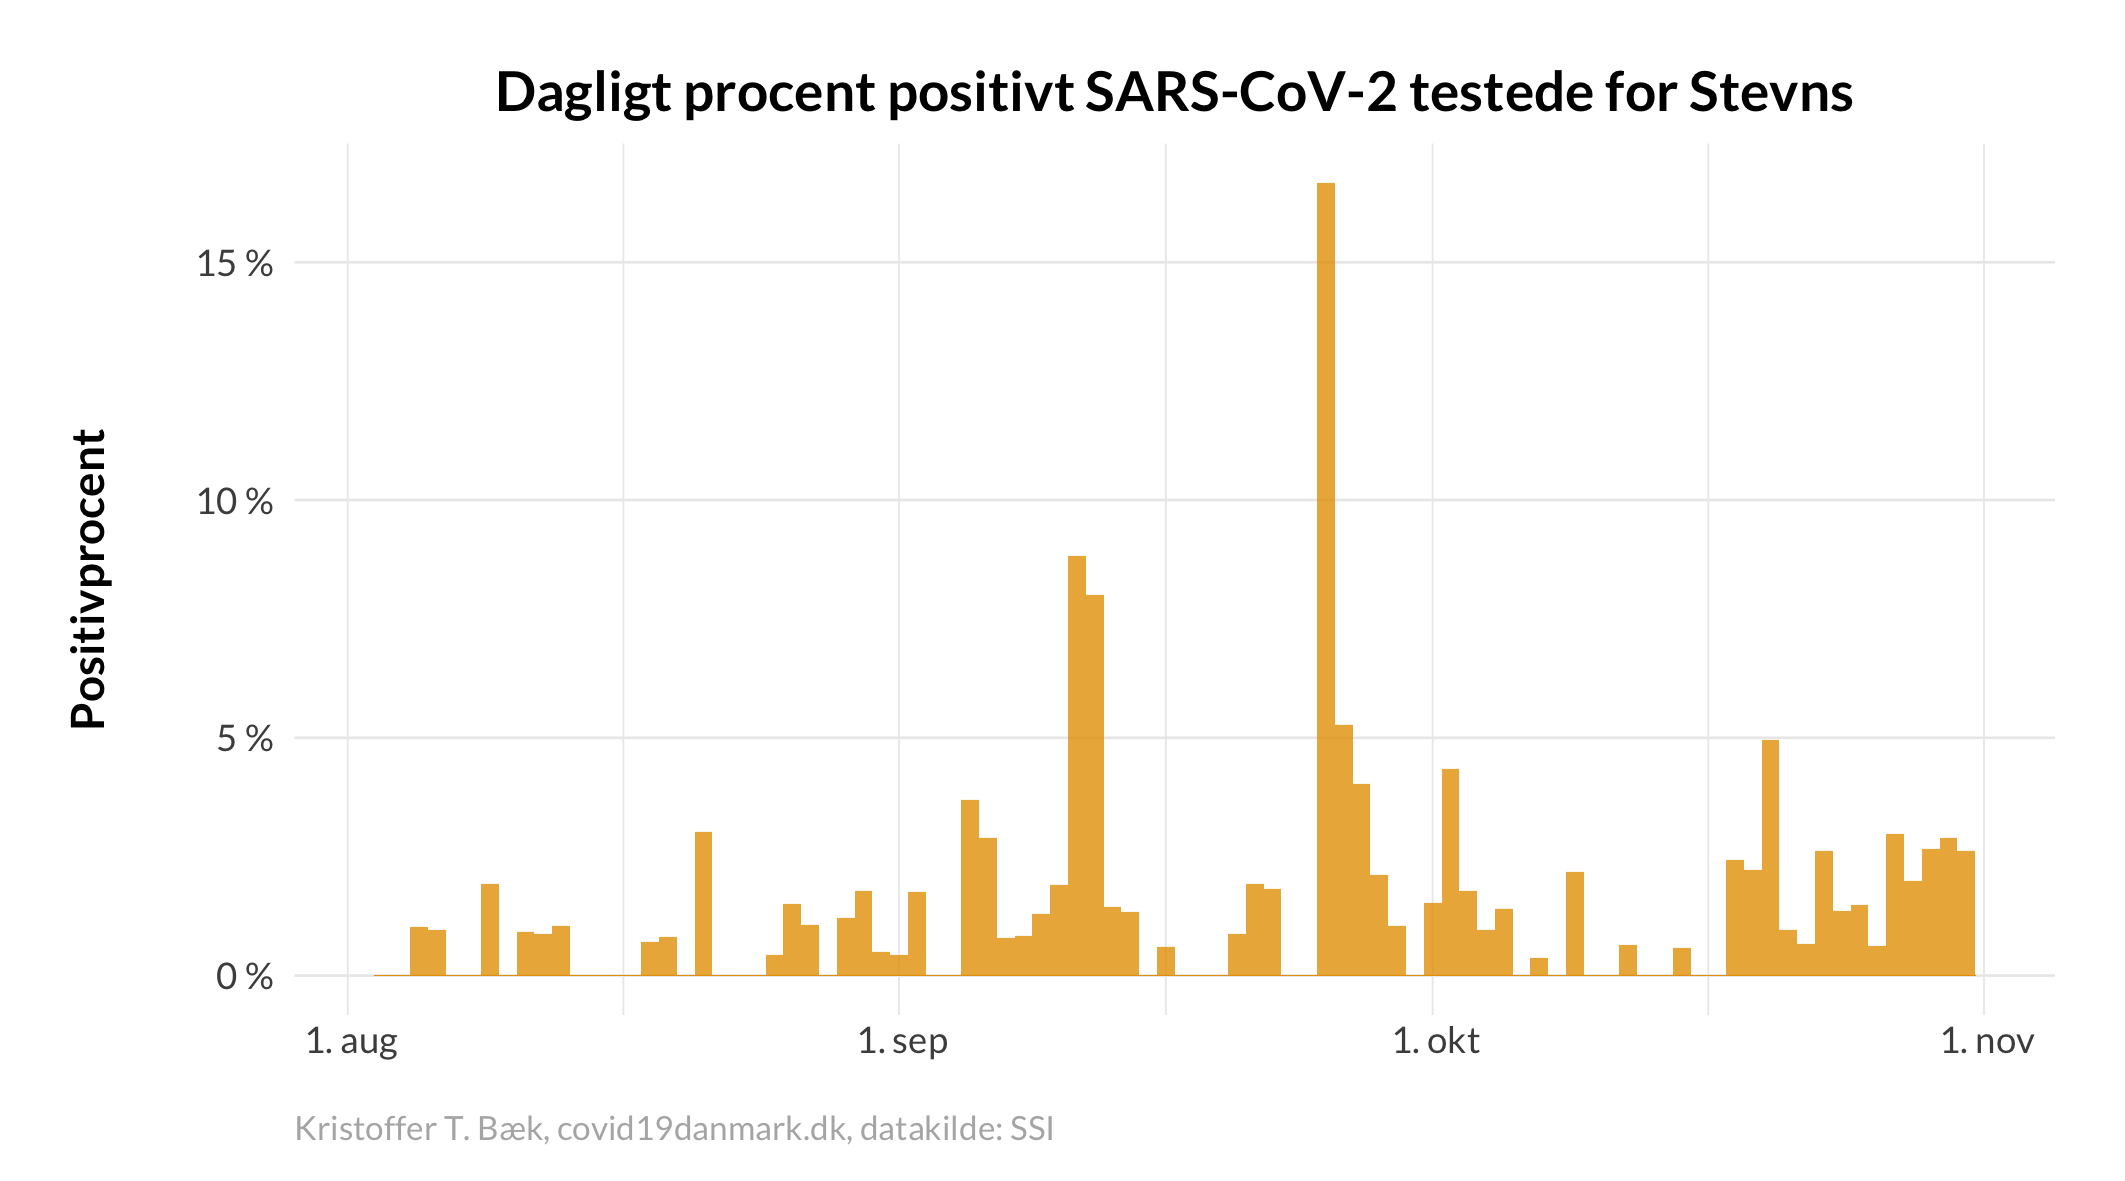 Dagligt procent positivt SARS-CoV-2 testede for Stevns
Positivprocent
15 %
10 %
5 %
0 %
1. aug
1. sep
1. okt
1. nov
Kristoffer T. Bæk, covid19danmark.dk, datakilde: SSI